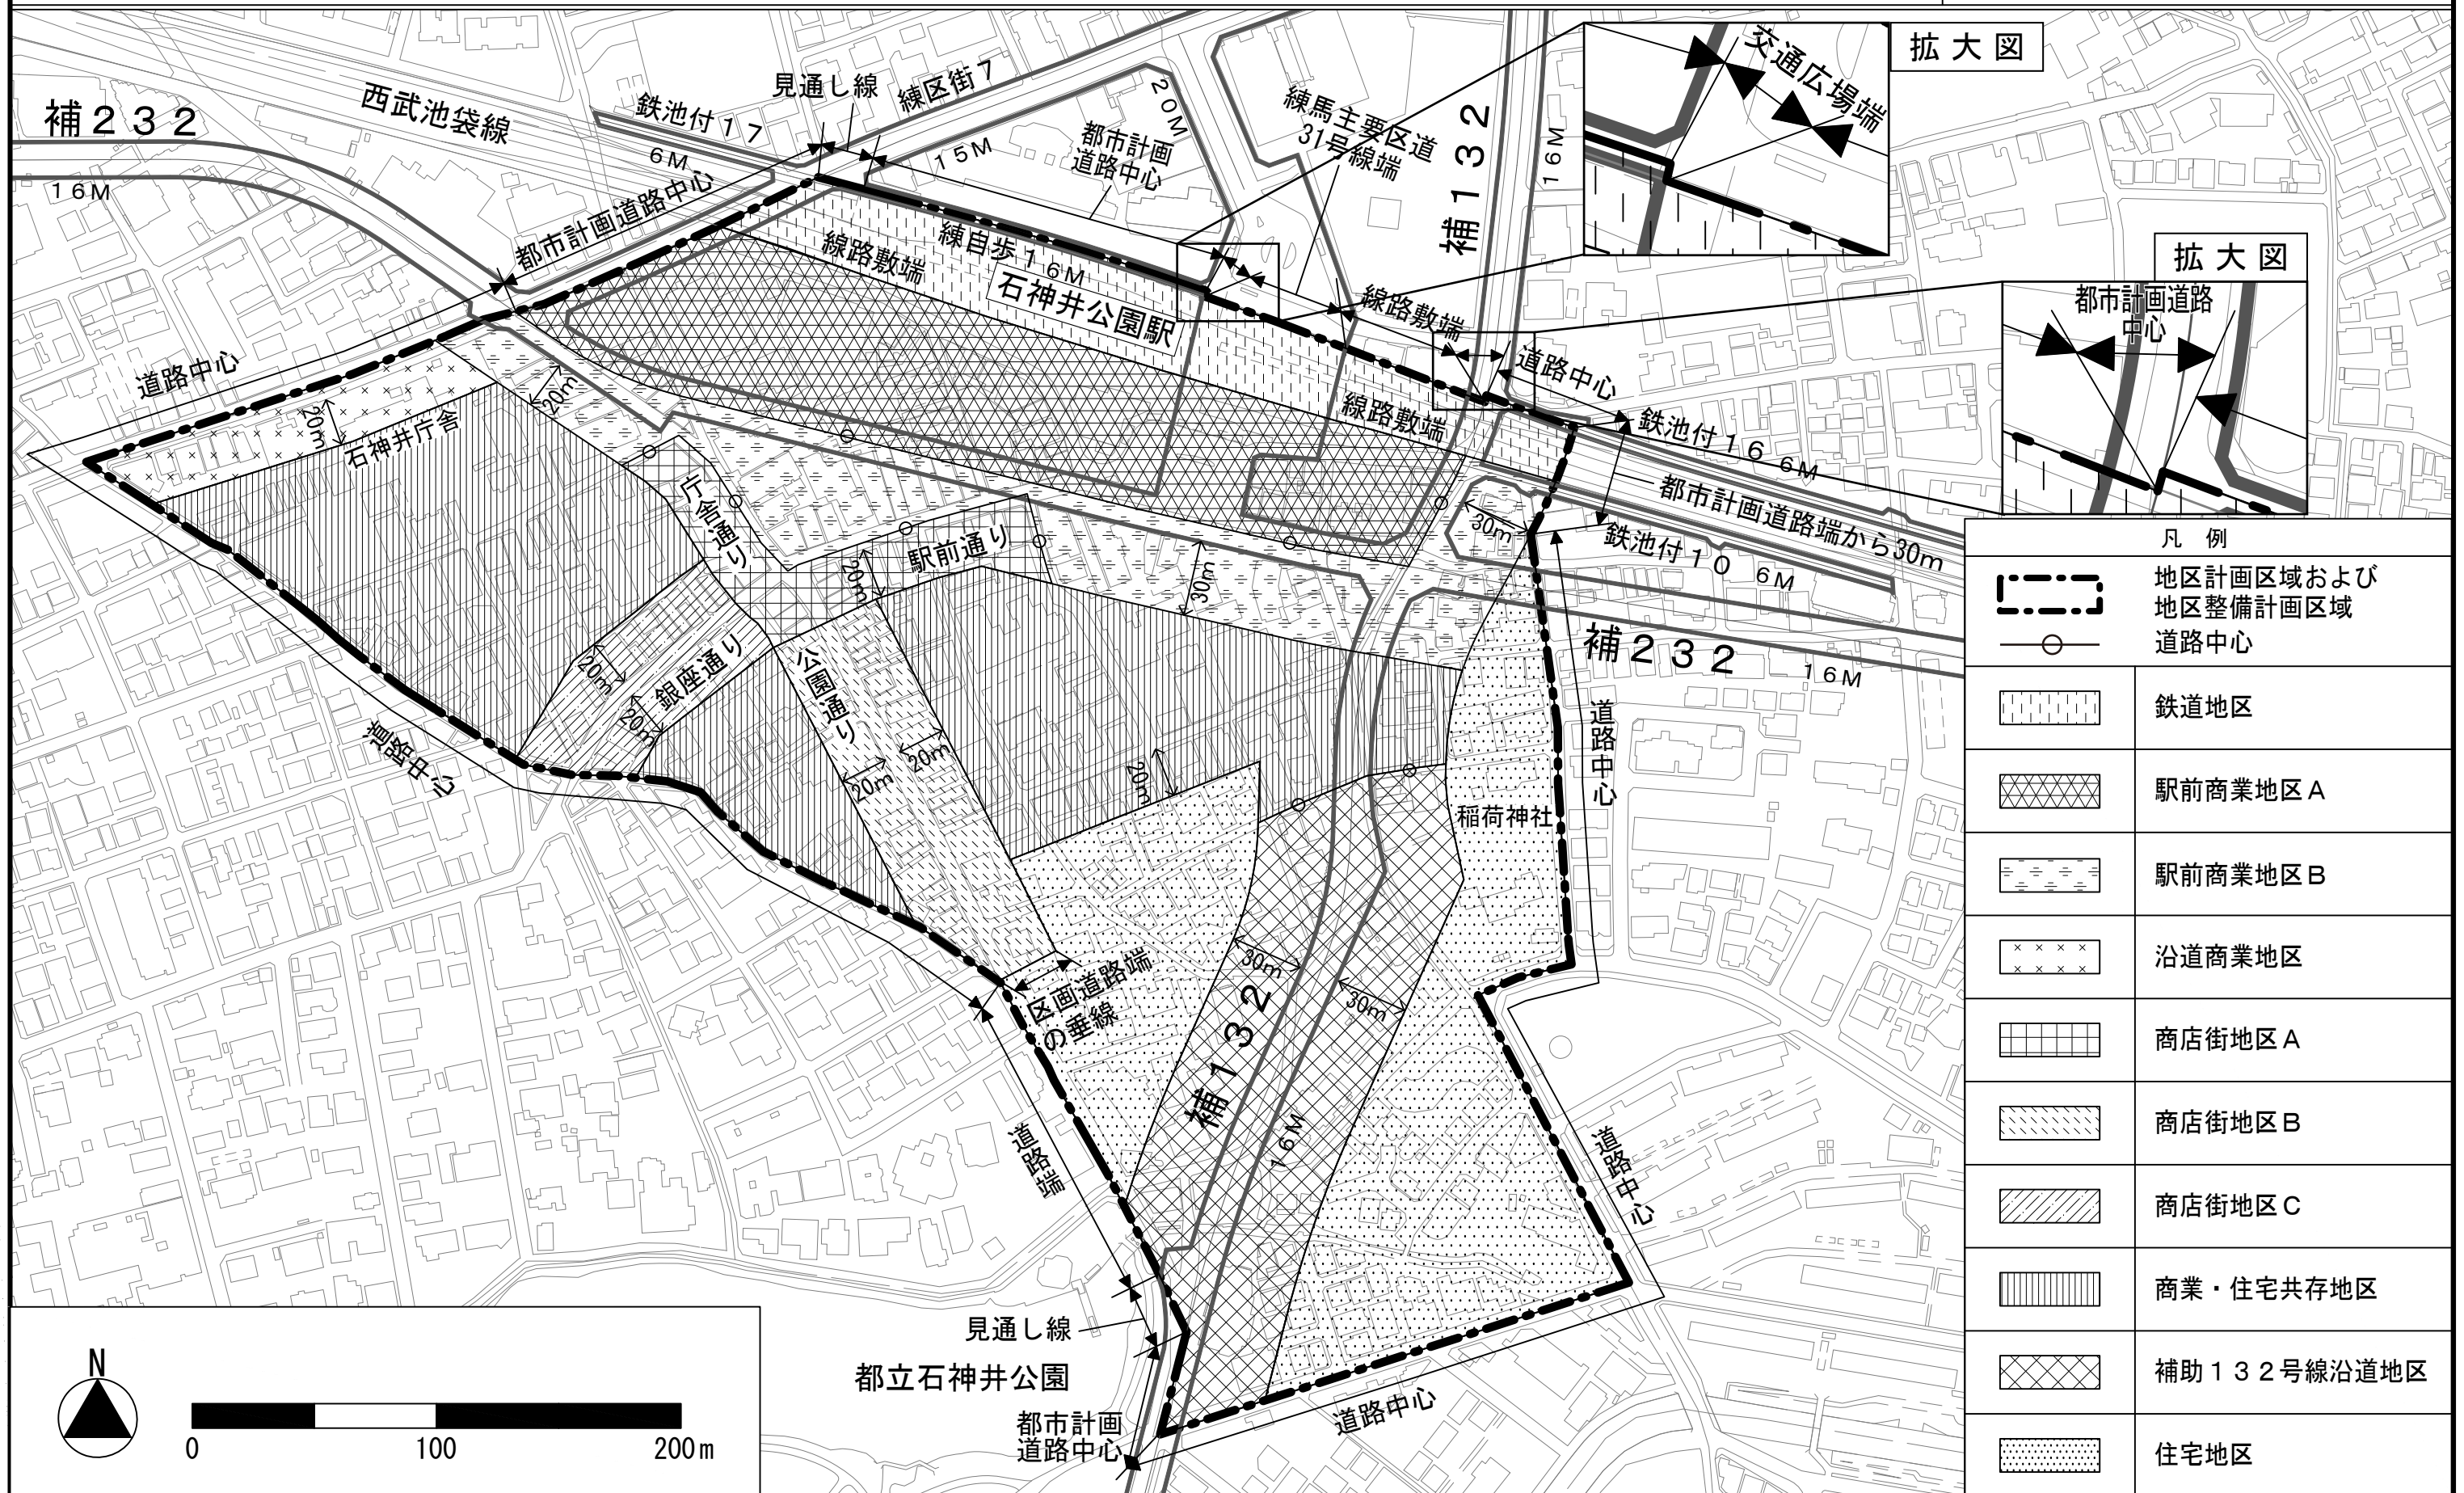 補２３２
１６Ｍ
西武池袋線
鉄池付１７
６Ｍ
見通し線
練区街７
１５Ｍ
２０Ｍ
都市計画
道路中心
練馬主要区道
31号線端
補１３２
１６Ｍ
交通広場端
拡大図
拡大図
都市計画道路
中心
都市計画道路中心
線路敷端
練自歩１６Ｍ
石神井公園駅
線路敷端
線路敷端
道路中心
鉄池付１６ ６Ｍ
都市計画道路端から30m
鉄池付１０ ６Ｍ
補２３２
１６Ｍ
道路中心
20m
石神井庁舎
20m
庁舎通り
駅前通り
20m
30m
30m
銀座通り
20m
20m
公園通り
20m
20m
20m
道路中心
稲荷神社
道路中心
区画道路端
の垂線
30m
30m
補１３２
１６Ｍ
道路端
道路中心
見通し線
都立石神井公園
都市計画
道路中心
道路中心
N
0 100 200m
凡例
地区計画区域および
地区整備計画区域
道路中心
鉄道地区
駅前商業地区Ａ
駅前商業地区Ｂ
沿道商業地区
商店街地区Ａ
商店街地区Ｂ
商店街地区Ｃ
商業・住宅共存地区
補助１３２号線沿道地区
住宅地区